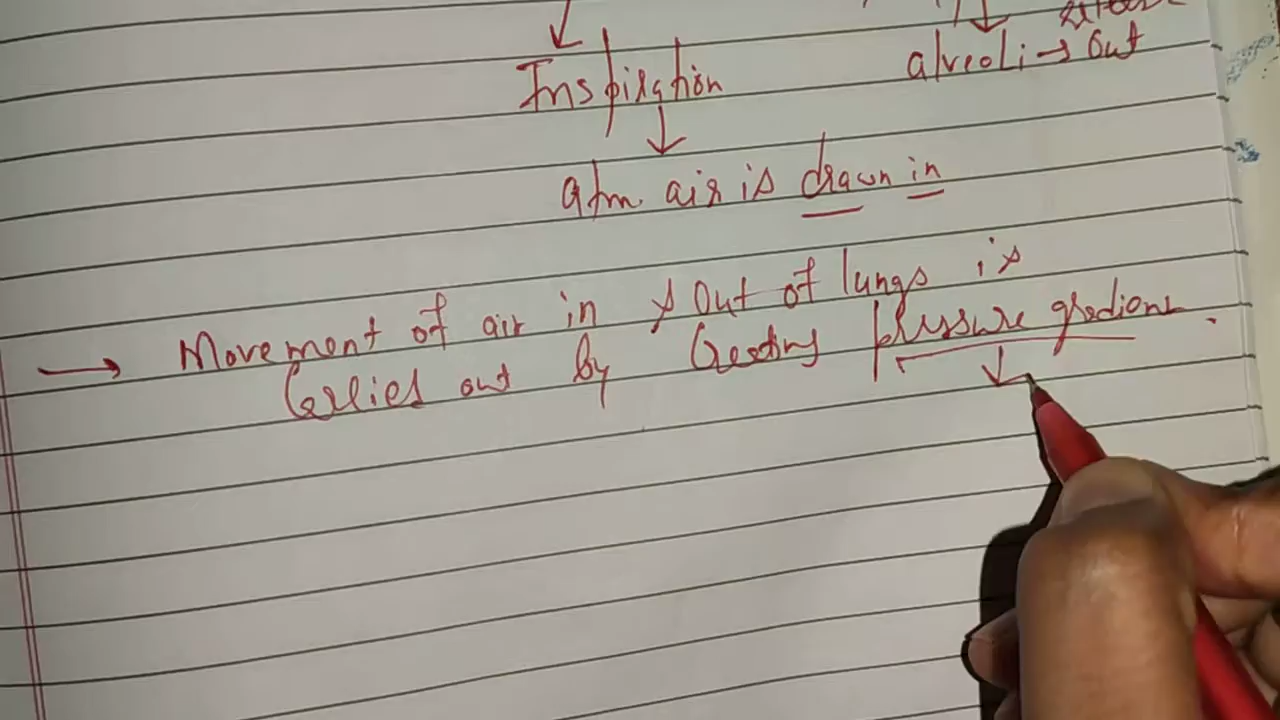 Inspiration
alveoli → out
atm air is drawn in
→ Movement of air in & out of lungs is
Carried out by Creating pressure gradient.